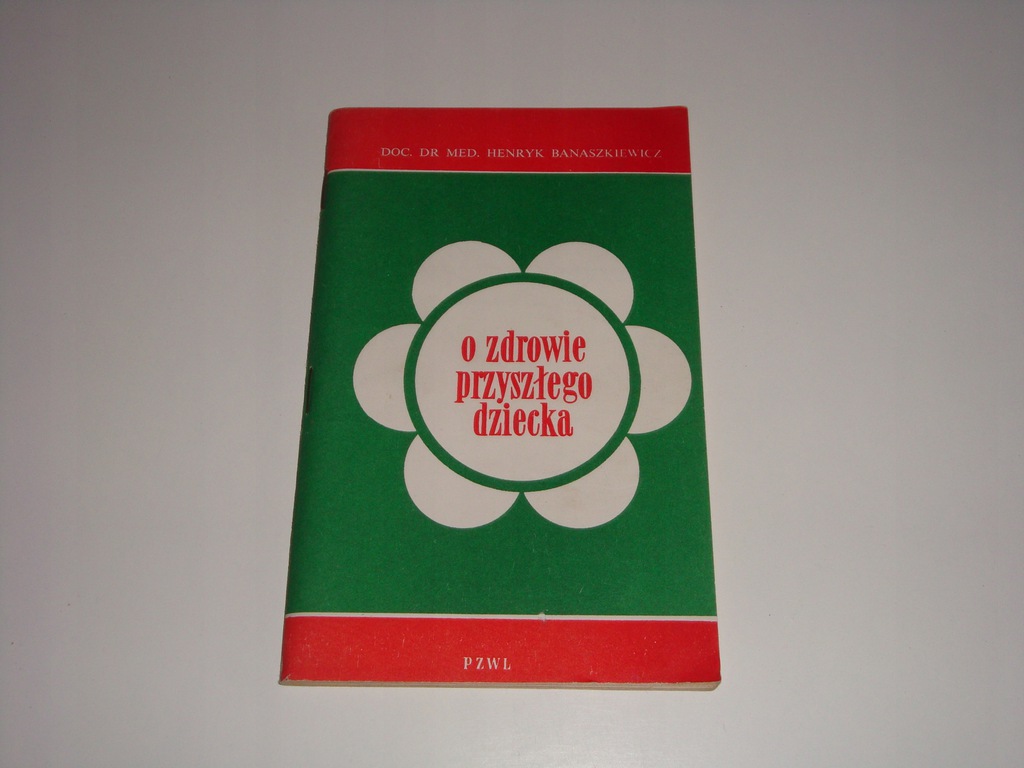 DOC. DR MED. HENRYK BANASZKIEWICZ
o zdrowie
przyszłego
dziecka
PZWL